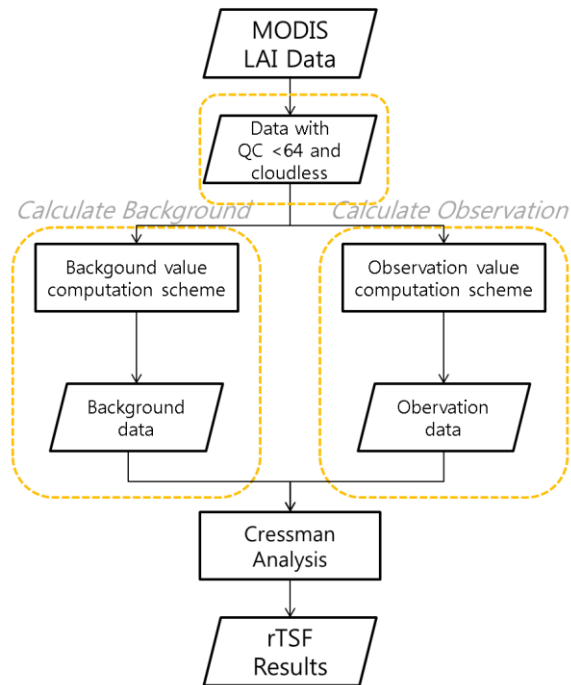 MODIS
LAI Data
Data with
QC <64 and
cloudless
Calculate Background
Calculate Observation
Backgound value
computation scheme
Observation value
computation scheme
Background
data
Obervation
data
Cressman
Analysis
rTSF
Results